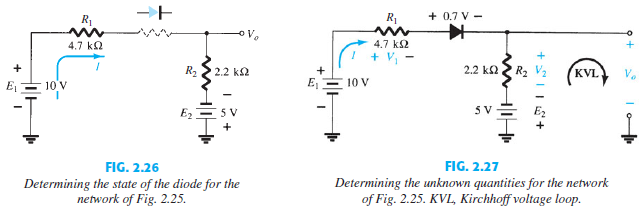 R₁
4.7 kΩ
I
+
E₁
10 V
−
R₂
2.2 kΩ
−
E₂
5 V
+
Vₒ
FIG. 2.26
Determining the state of the diode for the
network of Fig. 2.25.
R₁
+ 0.7 V −
4.7 kΩ
I + V₁ −
+
E₁
10 V
−
2.2 kΩ
R₂
+
V₂
−
−
5 V
E₂
+
KVL
+
Vₒ
−
FIG. 2.27
Determining the unknown quantities for the network
of Fig. 2.25. KVL, Kirchhoff voltage loop.